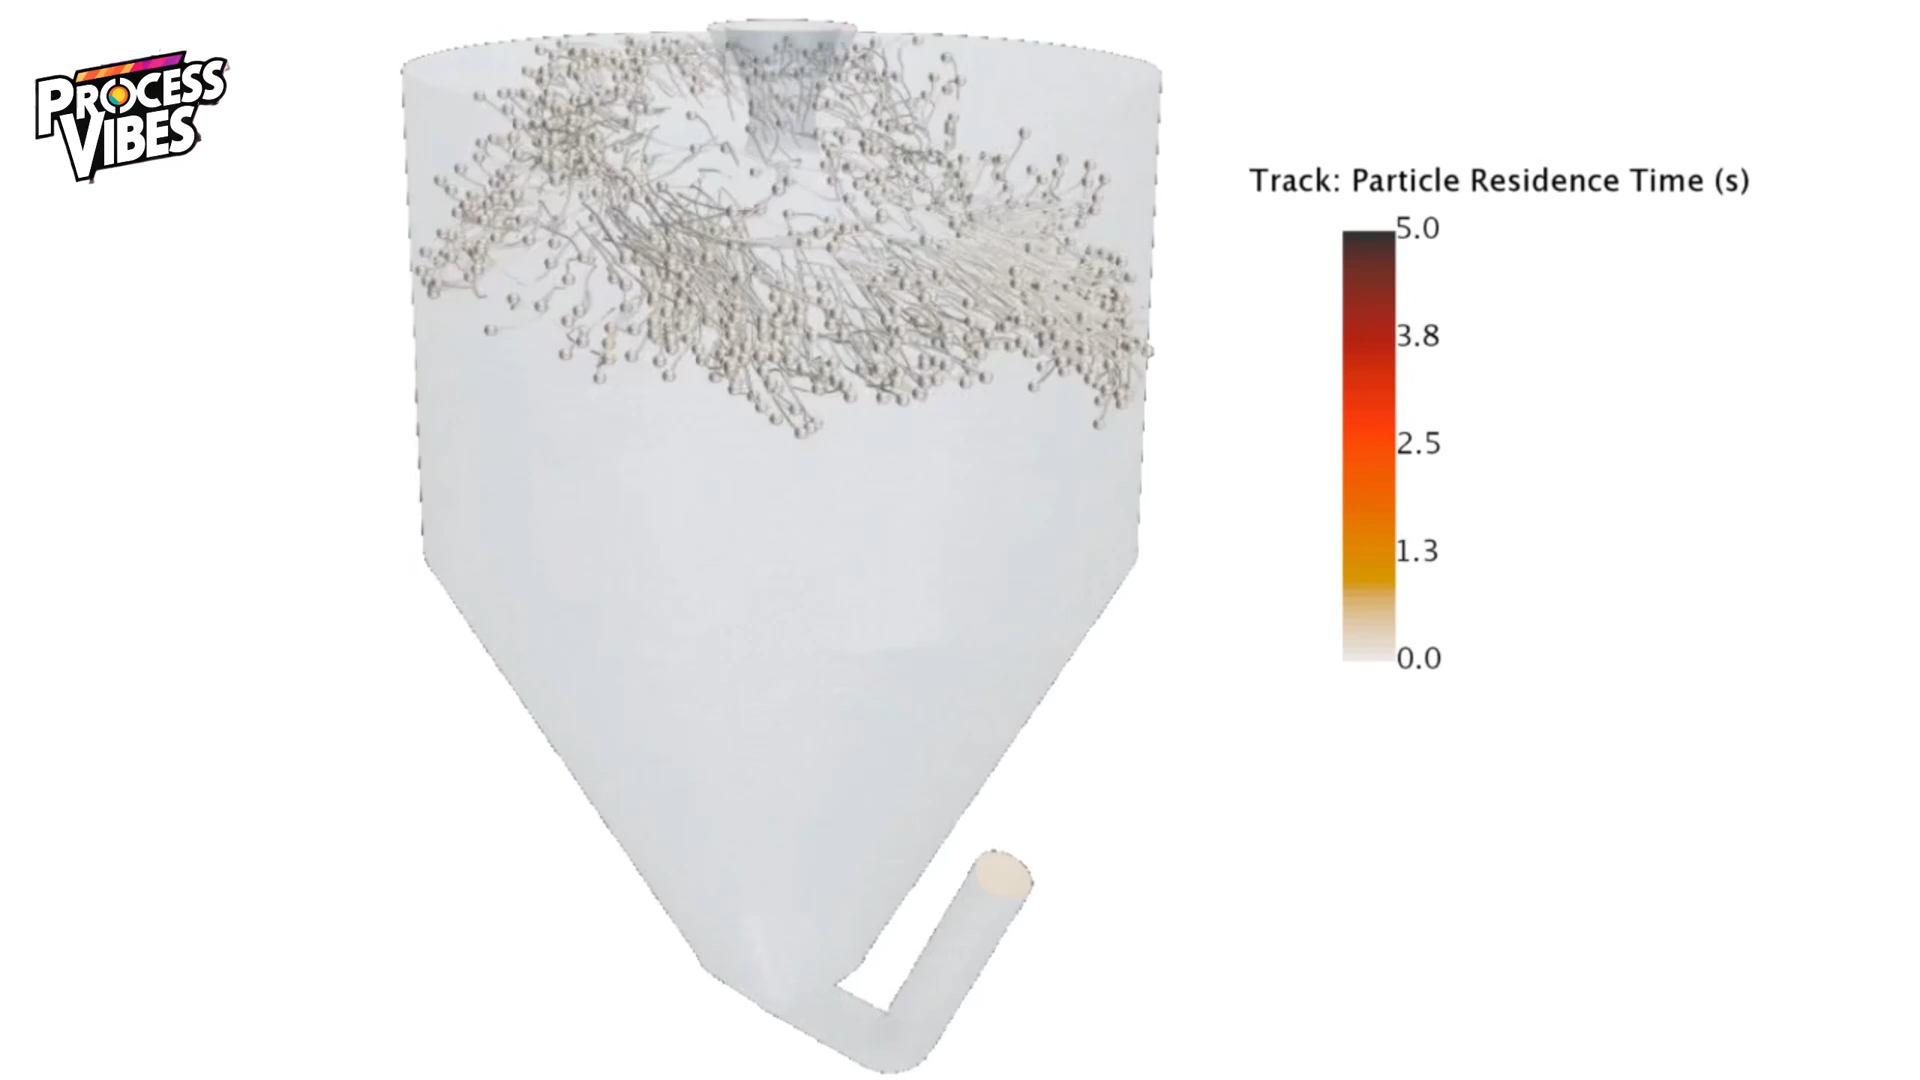 PROCESS
VIBES
Track: Particle Residence Time (s)
5.0
3.8
2.5
1.3
0.0